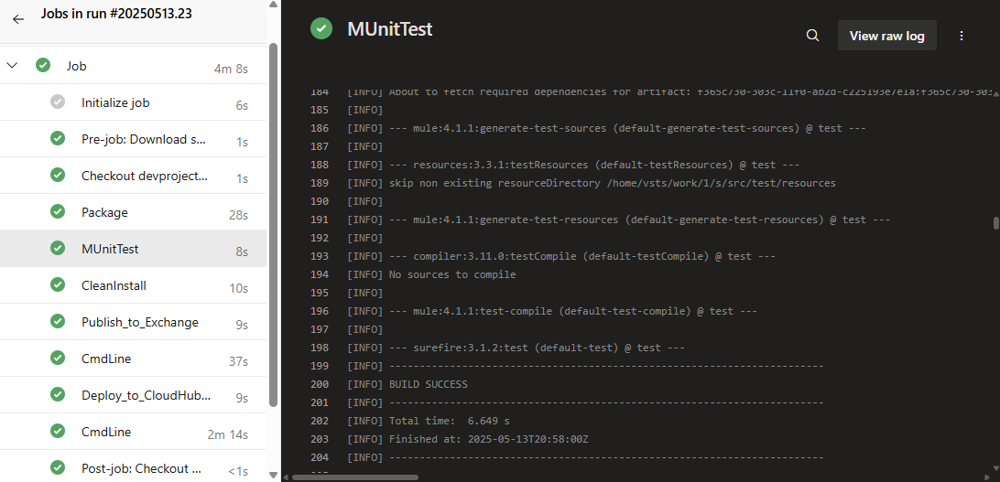 Jobs in run #20250513.23
Job
4m 8s
Initialize job
6s
Pre-job: Download s...
1s
Checkout devproject...
1s
Package
28s
MUnitTest
8s
CleanInstall
10s
Publish_to_Exchange
9s
CmdLine
37s
Deploy_to_CloudHub...
9s
CmdLine
2m 14s
Post-job: Checkout ...
<1s
MUnitTest
View raw log
184 [INFO] About to fetch required dependencies for artifact: f365c730-303c-11f0-ab2d-c225193e7e1a:f365c730-303
185 [INFO]
186 [INFO] --- mule:4.1.1:generate-test-sources (default-generate-test-sources) @ test ---
187 [INFO]
188 [INFO] --- resources:3.3.1:testResources (default-testResources) @ test ---
189 [INFO] skip non existing resourceDirectory /home/vsts/work/1/s/src/test/resources
190 [INFO]
191 [INFO] --- mule:4.1.1:generate-test-resources (default-generate-test-resources) @ test ---
192 [INFO]
193 [INFO] --- compiler:3.11.0:testCompile (default-testCompile) @ test ---
194 [INFO] No sources to compile
195 [INFO]
196 [INFO] --- mule:4.1.1:test-compile (default-test-compile) @ test ---
197 [INFO]
198 [INFO] --- surefire:3.1.2:test (default-test) @ test ---
199 [INFO] ------------------------------------------------------------------------
200 [INFO] BUILD SUCCESS
201 [INFO] ------------------------------------------------------------------------
202 [INFO] Total time:  6.649 s
203 [INFO] Finished at: 2025-05-13T20:58:00Z
204 [INFO] ------------------------------------------------------------------------